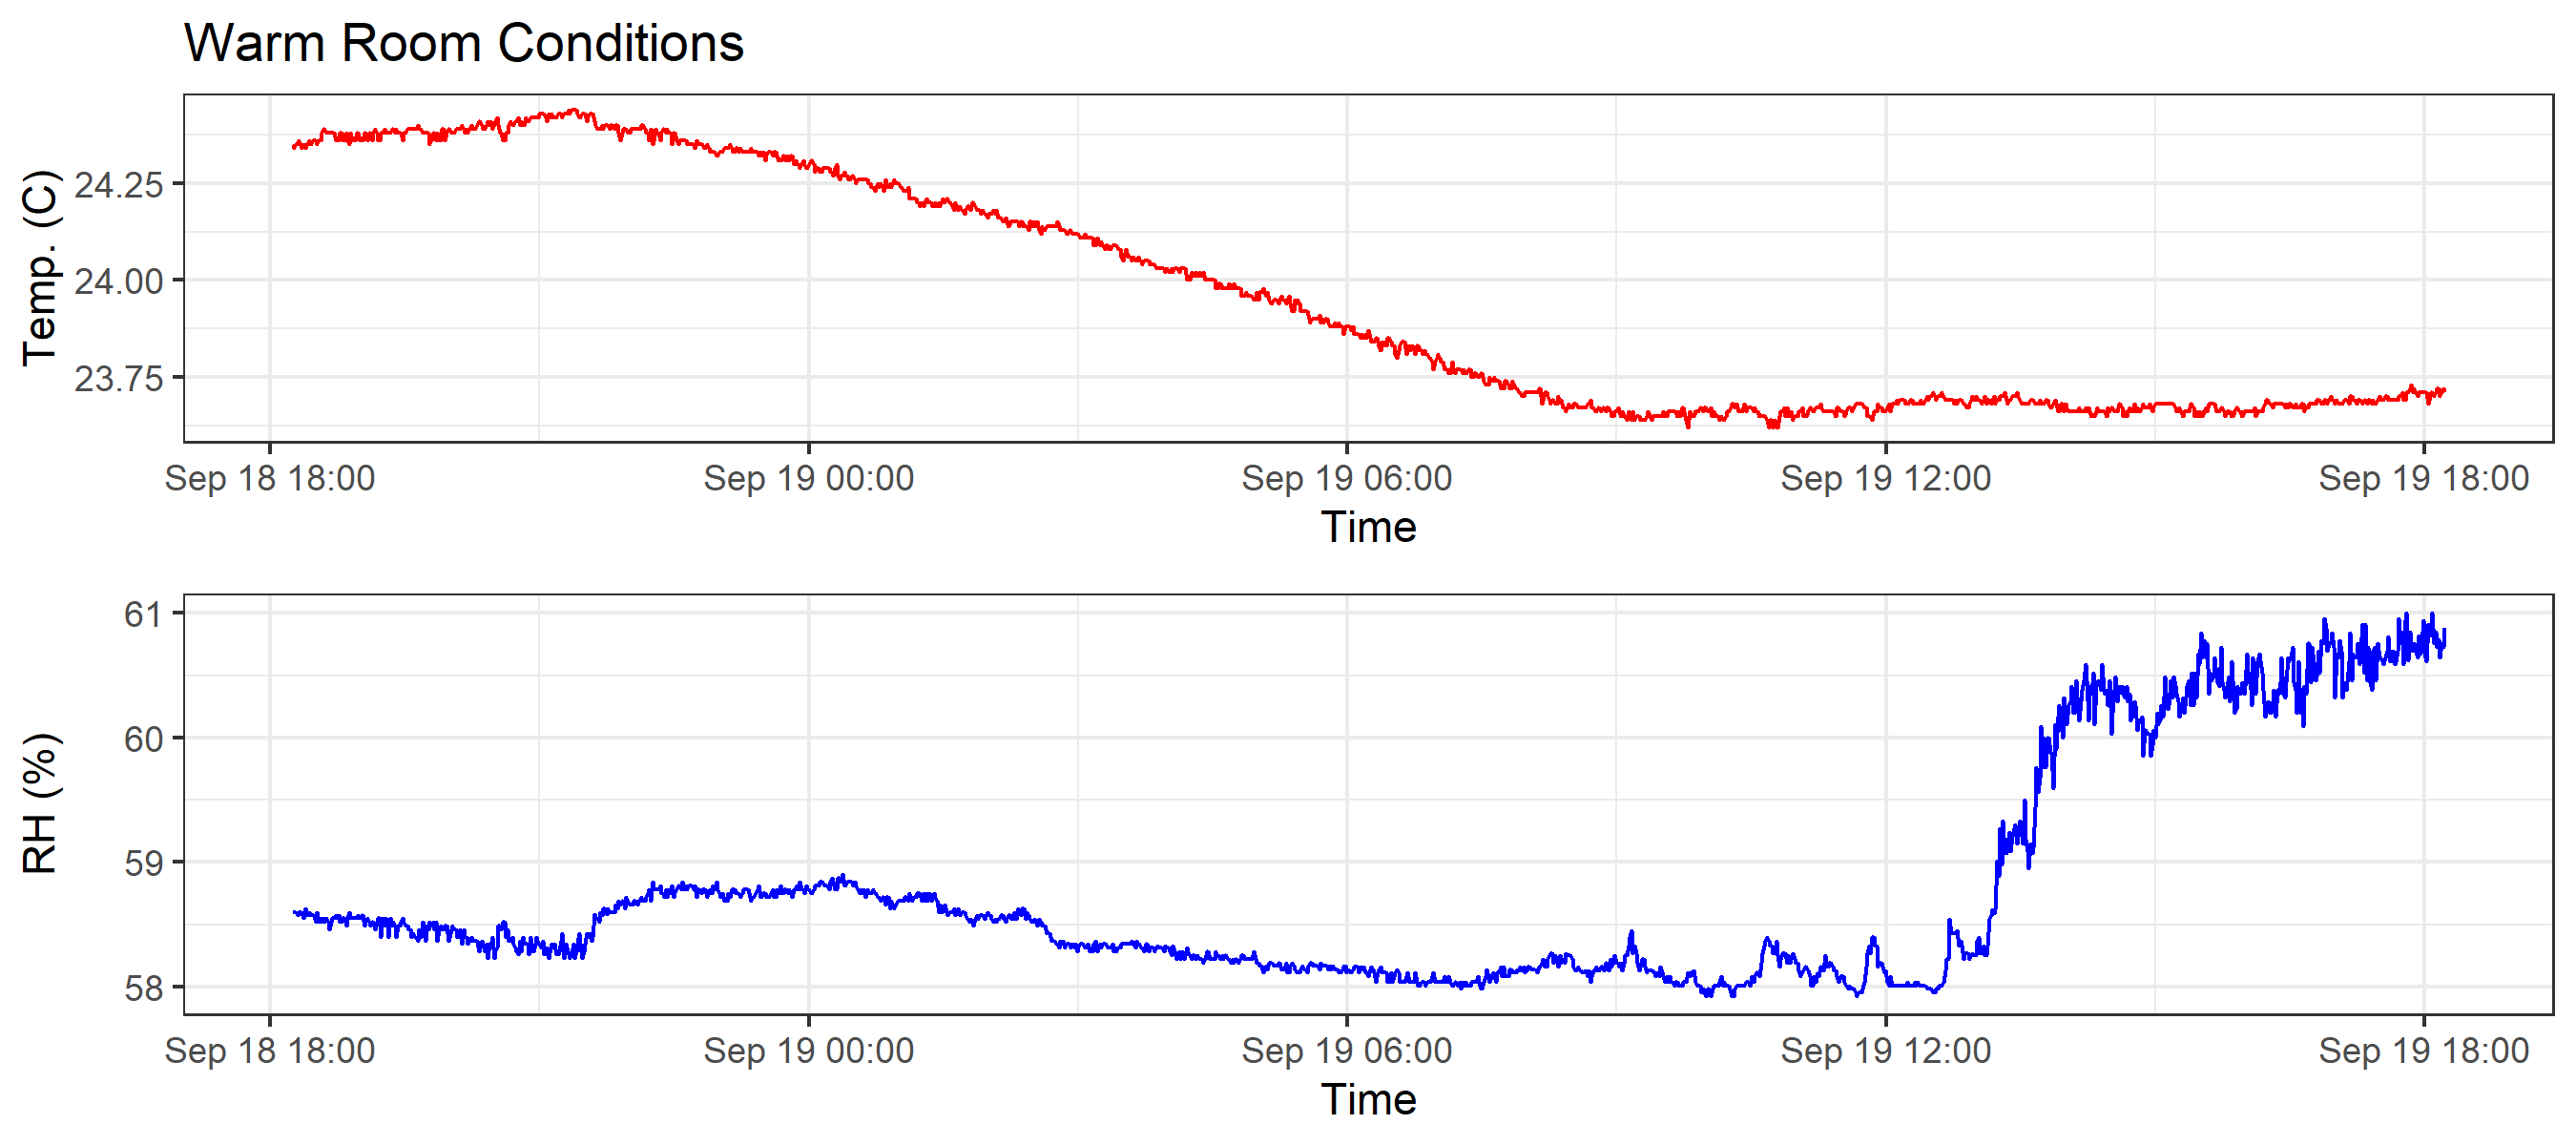 Warm Room Conditions
Temp. (C)
24.25
24.00
23.75
Sep 18 18:00 Sep 19 00:00 Sep 19 06:00 Sep 19 12:00 Sep 19 18:00
Time
RH (%)
61
60
59
58
Sep 18 18:00 Sep 19 00:00 Sep 19 06:00 Sep 19 12:00 Sep 19 18:00
Time